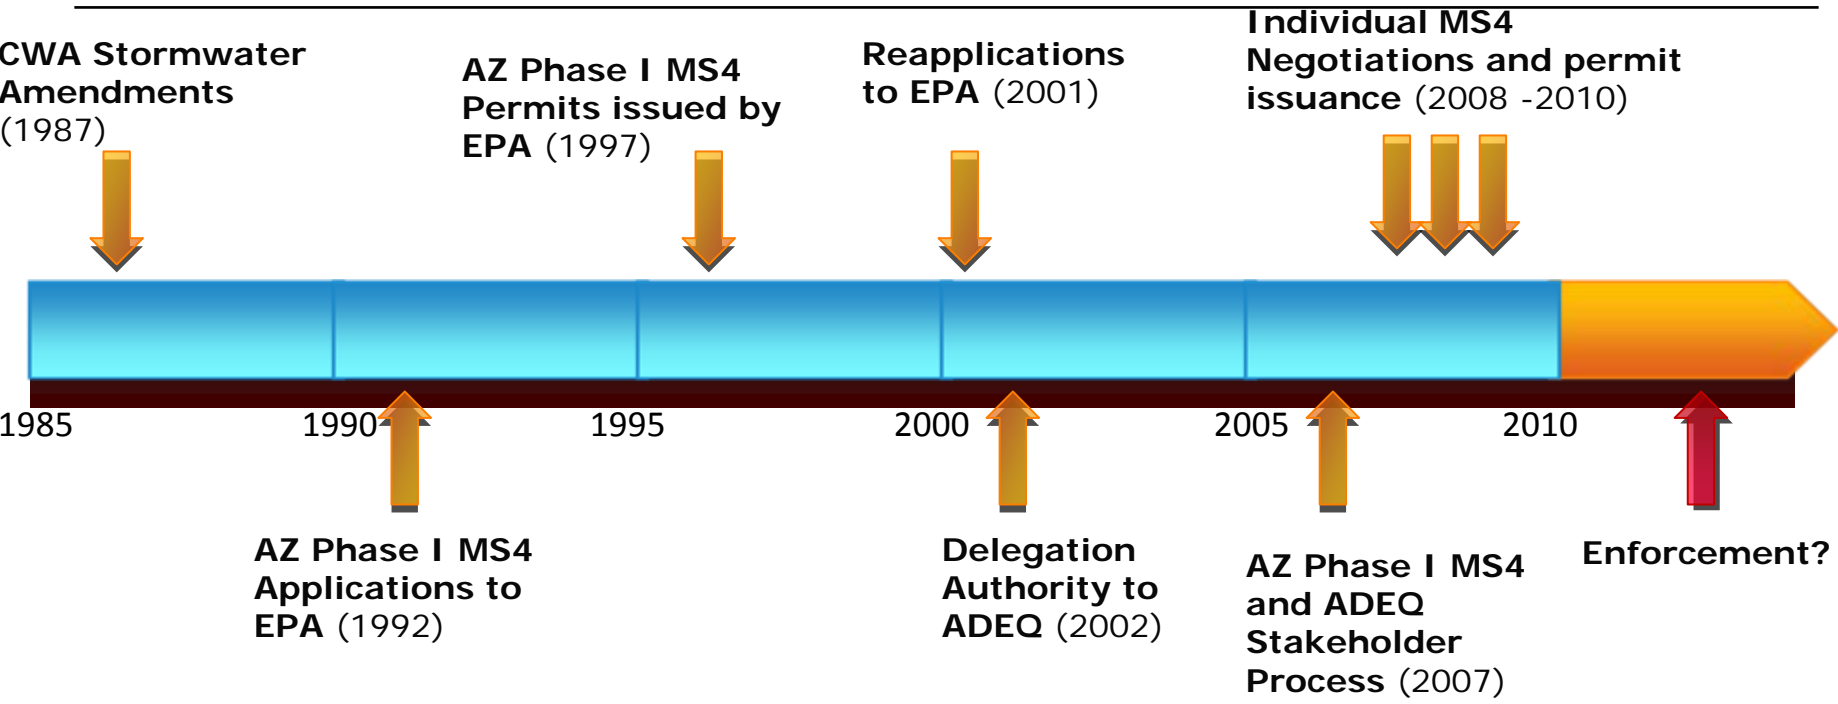 CWA Stormwater
Amendments
(1987)
AZ Phase I MS4
Permits issued by
EPA (1997)
Reapplications
to EPA (2001)
Individual MS4
Negotiations and permit
issuance (2008 -2010)
1985
1990
1995
2000
2005
2010
AZ Phase I MS4
Applications to
EPA (1992)
Delegation
Authority to
ADEQ (2002)
AZ Phase I MS4
and ADEQ
Stakeholder
Process (2007)
Enforcement?